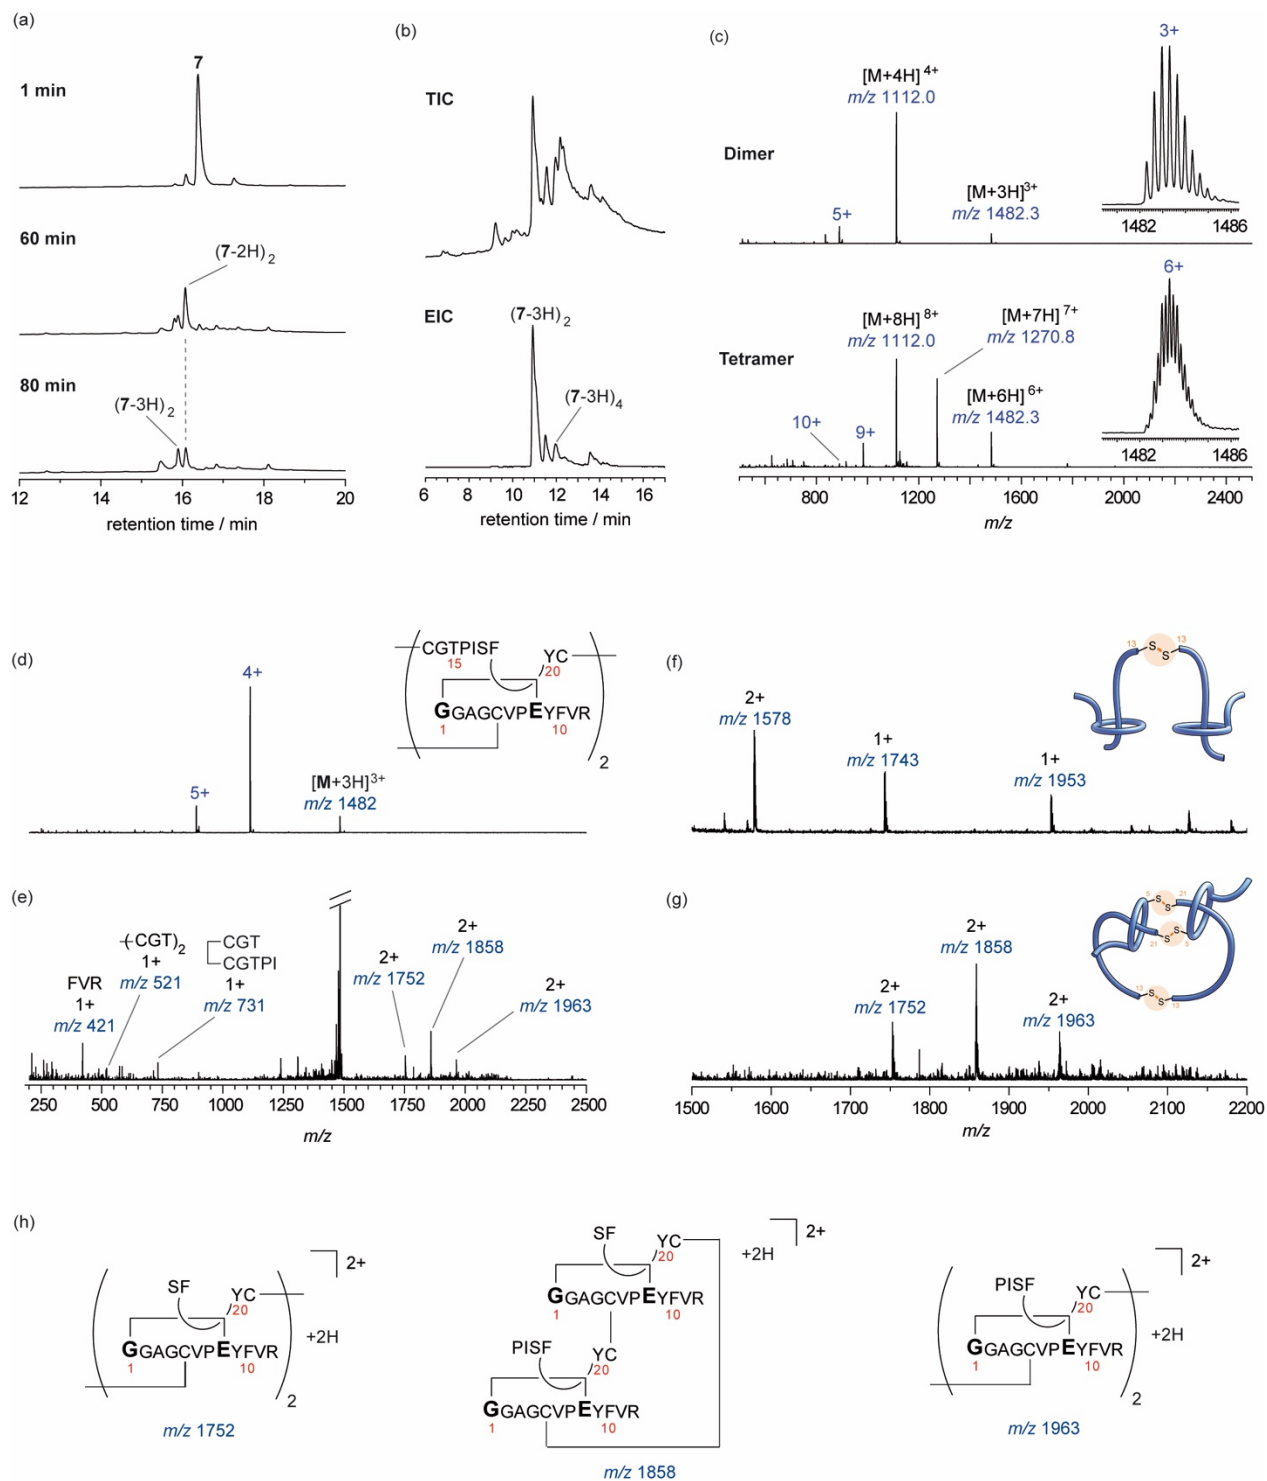 (a)
1 min
7
60 min
(7-2H)2
80 min
(7-3H)2
12 14 16 18 20
retention time / min
(b)
TIC
EIC
(7-3H)2
(7-3H)4
6 8 10 12 14 16
retention time / min
(c)
Dimer
5+
[M+4H] 4+
m/z 1112.0
[M+3H]3+
m/z 1482.3
3+
1482 1486
Tetramer
10+
9+
[M+8H] 8+
m/z 1112.0
[M+7H] 7+
m/z 1270.8
[M+6H] 6+
m/z 1482.3
6+
1482 1486
800 1200 1600 2000 2400
m/z
(d)
5+
4+
[M+3H]3+
m/z 1482
CGTPISF
15
YC
20
GGAGCVPEYFVR
1 10
2
(e)
FVR
1+
m/z 421
(CGT)2
1+
m/z 521
CGT
CGTPI
1+
m/z 731
2+
m/z 1752
2+
m/z 1858
2+
m/z 1963
250 500 750 1000 1250 1500 1750 2000 2250 2500
m/z
(f)
2+
m/z 1578
1+
m/z 1743
1+
m/z 1953
13 S S 13
(g)
2+
m/z 1752
2+
m/z 1858
2+
m/z 1963
5 S S 21
21 S S 5
13 S S 13
1500 1600 1700 1800 1900 2000 2100 2200
m/z
(h)
SF
YC
20
GGAGCVPEYFVR
1 10
2
+2H
2+
m/z 1752
SF
YC
20
GGAGCVPEYFVR
1 10
PISF
YC
20
GGAGCVPEYFVR
1 10
+2H
2+
m/z 1858
PISF
YC
20
GGAGCVPEYFVR
1 10
2
+2H
2+
m/z 1963